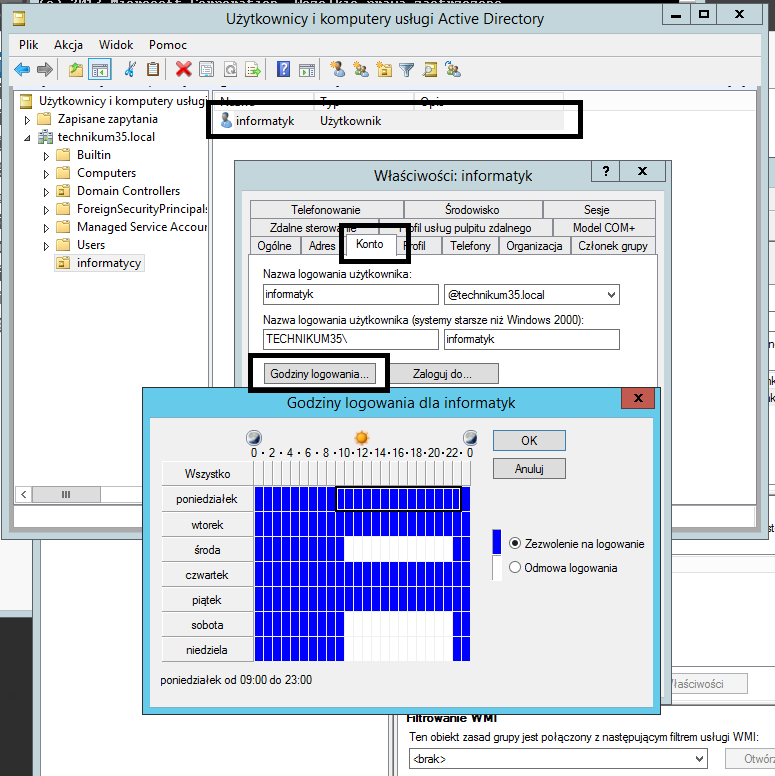 Użytkownicy i komputery usługi Active Directory
Plik Akcja Widok Pomoc
Użytkownicy i komputery usługi
Zapisane zapytania
technikum35.local
Builtin
Computers
Domain Controllers
ForeignSecurityPrincipals
Managed Service Accour
Users
informatycy
Nazwa Typ Opis
informatyk Użytkownik
Właściwości: informatyk
? X
Telefonowanie Środowisko Sesje
Zdalne sterowanie Profil usług pulpitu zdalnego Model COM+
Ogólne Adres Konto Profil Telefony Organizacja Członek grupy
Nazwa logowania użytkownika:
informatyk @technikum35.local
Nazwa logowania użytkownika (systemy starsze niż Windows 2000):
TECHNIKUM35\ informatyk
Godziny logowania... Zaloguj do...
Godziny logowania dla informatyk
X
0 · 2 · 4 · 6 · 8 · 10 · 12 · 14 · 16 · 18 · 20 · 22 · 0
OK
Anuluj
Wszystko
poniedziałek
wtorek
środa
czwartek
piątek
sobota
niedziela
Zezwolenie na logowanie
Odmowa logowania
poniedziałek od 09:00 do 23:00
łaściwości
Filtrowanie WMI
Ten obiekt zasad grupy jest połączony z następującym filtrem usługi WMI:
<brak> Otwórz